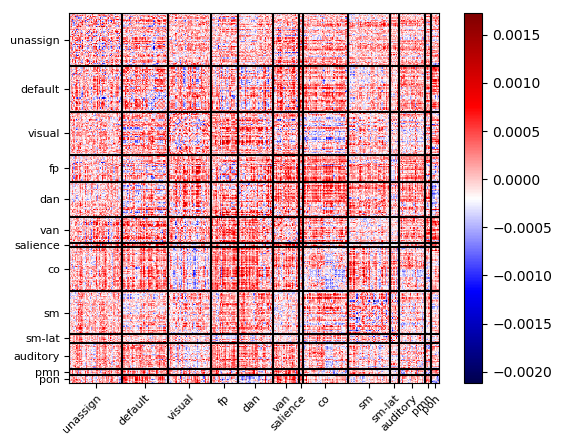 unassign
default
visual
fp
dan
van
salience
co
sm
sm-lat
auditory
pmn
pon
unassign
default
visual
fp
dan
van
salience
co
sm
sm-lat
auditory
pmn
pon
0.0015
0.0010
0.0005
0.0000
−0.0005
−0.0010
−0.0015
−0.0020